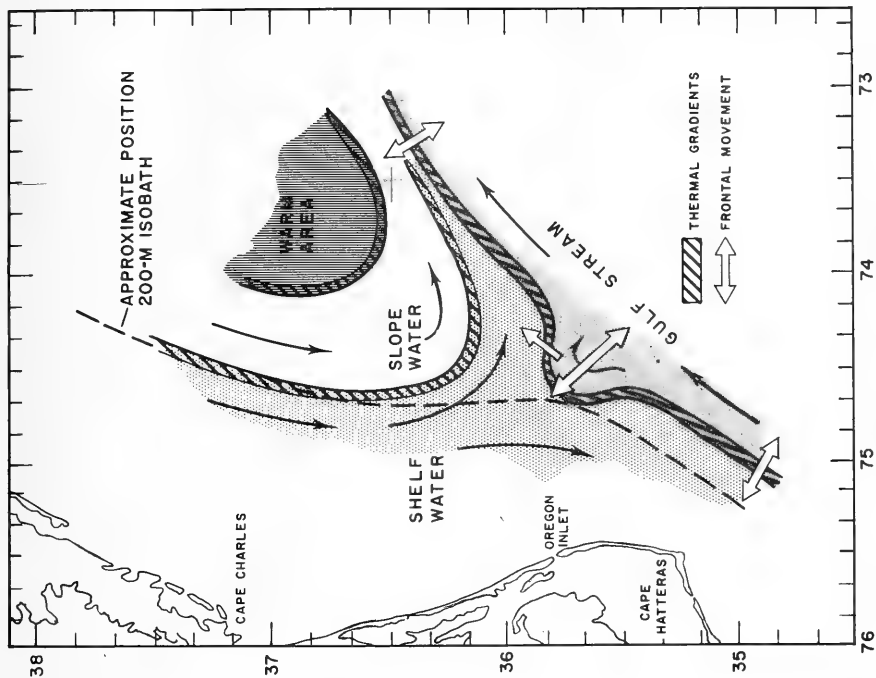 APPROXIMATE POSITION
200-M ISOBATH
WARM
AREA
SLOPE
WATER
SHELF
WATER
GULF STREAM
THERMAL GRADIENTS
FRONTAL MOVEMENT
CAPE CHARLES
OREGON
INLET
CAPE
HATTERAS
38
37
36
35
76
75
74
73